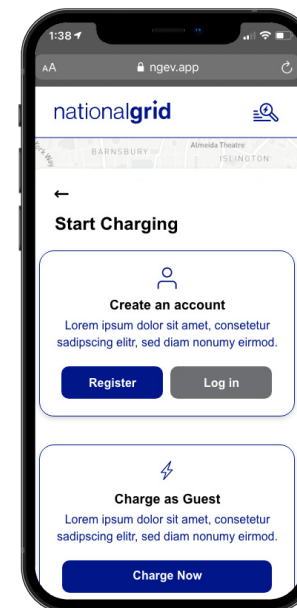 1:38
AA ngev.app
nationalgrid
York Way
BARNSBURY
Almeida Theatre
ISLINGTON
Start Charging
Create an account
Lorem ipsum dolor sit amet, consetetur
sadipscing elitr, sed diam nonumy eirmod.
Register Log in
Charge as Guest
Lorem ipsum dolor sit amet, consetetur
sadipscing elitr, sed diam nonumy eirmod.
Charge Now